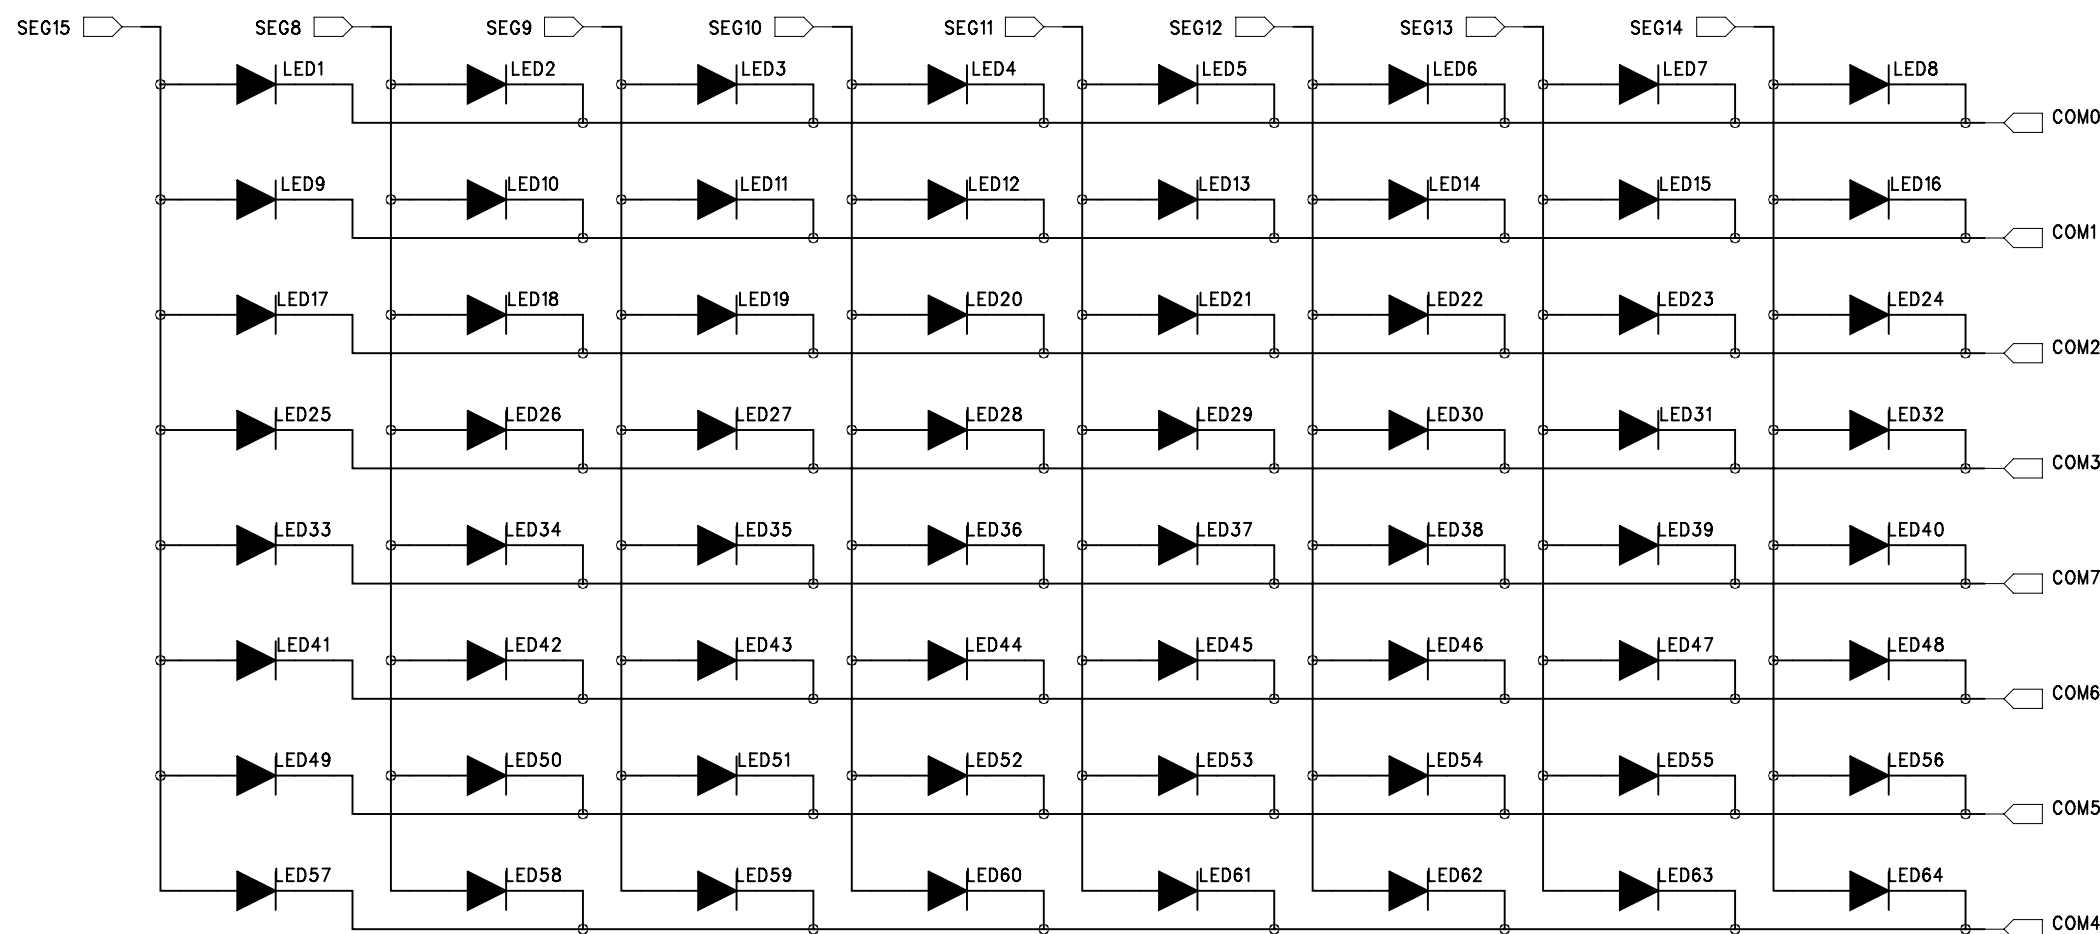 SEG15 SEG8 SEG9 SEG10 SEG11 SEG12 SEG13 SEG14
LED1 LED2 LED3 LED4 LED5 LED6 LED7 LED8
COM0
LED9 LED10 LED11 LED12 LED13 LED14 LED15 LED16
COM1
LED17 LED18 LED19 LED20 LED21 LED22 LED23 LED24
COM2
LED25 LED26 LED27 LED28 LED29 LED30 LED31 LED32
COM3
LED33 LED34 LED35 LED36 LED37 LED38 LED39 LED40
COM7
LED41 LED42 LED43 LED44 LED45 LED46 LED47 LED48
COM6
LED49 LED50 LED51 LED52 LED53 LED54 LED55 LED56
COM5
LED57 LED58 LED59 LED60 LED61 LED62 LED63 LED64
COM4